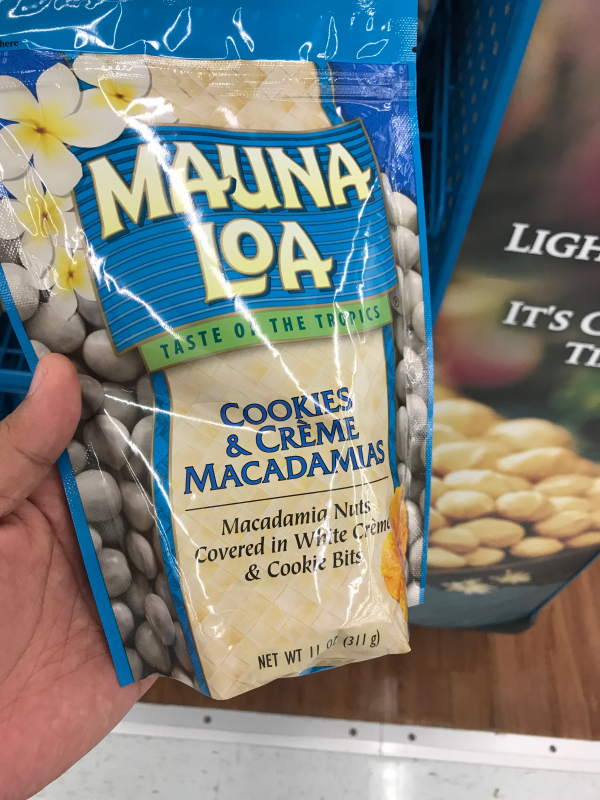 here
MAUNA
LOA
TASTE OF THE TROPICS
COOKIES
& CRÈME
MACADAMIAS
Macadamia Nuts
Covered in White Crème
& Cookie Bits
NET WT 11 OZ (311 g)
LIGH
IT'S C